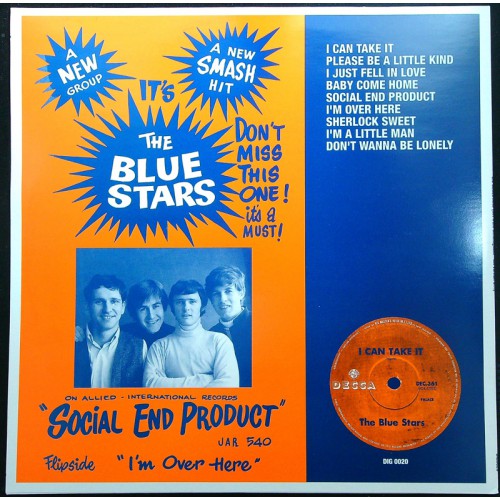 A NEW GROUP
A NEW SMASH HIT
IT'S
THE
BLUE
STARS
DON'T
MISS
THIS
ONE!
it's a
MUST!
ON ALLIED - INTERNATIONAL RECORDS
"SOCIAL END PRODUCT"
JAR 540
Flipside "I'm Over Here"
I CAN TAKE IT
PLEASE BE A LITTLE KIND
I JUST FELL IN LOVE
BABY COME HOME
SOCIAL END PRODUCT
I'M OVER HERE
SHERLOCK SWEET
I'M A LITTLE MAN
DON'T WANNA BE LONELY
I CAN TAKE IT
DECCA
The Blue Stars
DIG 0020